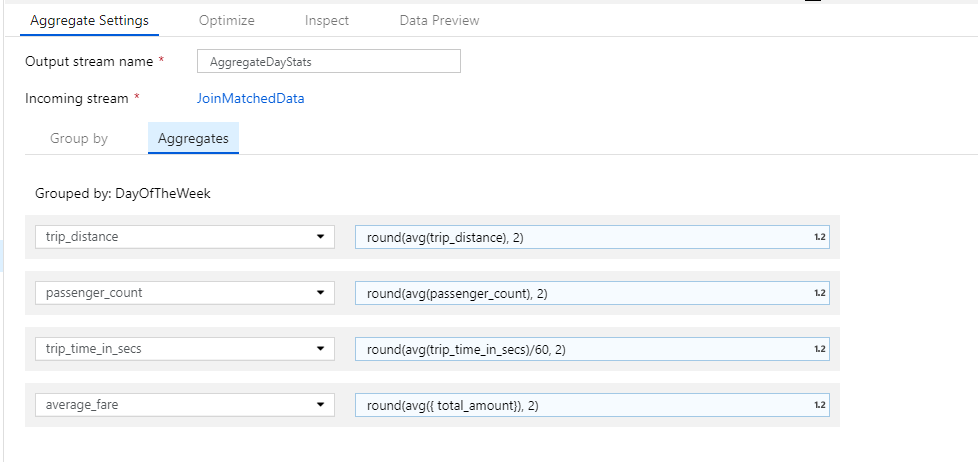 Aggregate Settings Optimize Inspect Data Preview
Output stream name * AggregateDayStats
Incoming stream * JoinMatchedData
Group by Aggregates
Grouped by: DayOfTheWeek
trip_distance round(avg(trip_distance), 2) 1.2
passenger_count round(avg(passenger_count), 2) 1.2
trip_time_in_secs round(avg(trip_time_in_secs)/60, 2) 1.2
average_fare round(avg({ total_amount}), 2) 1.2